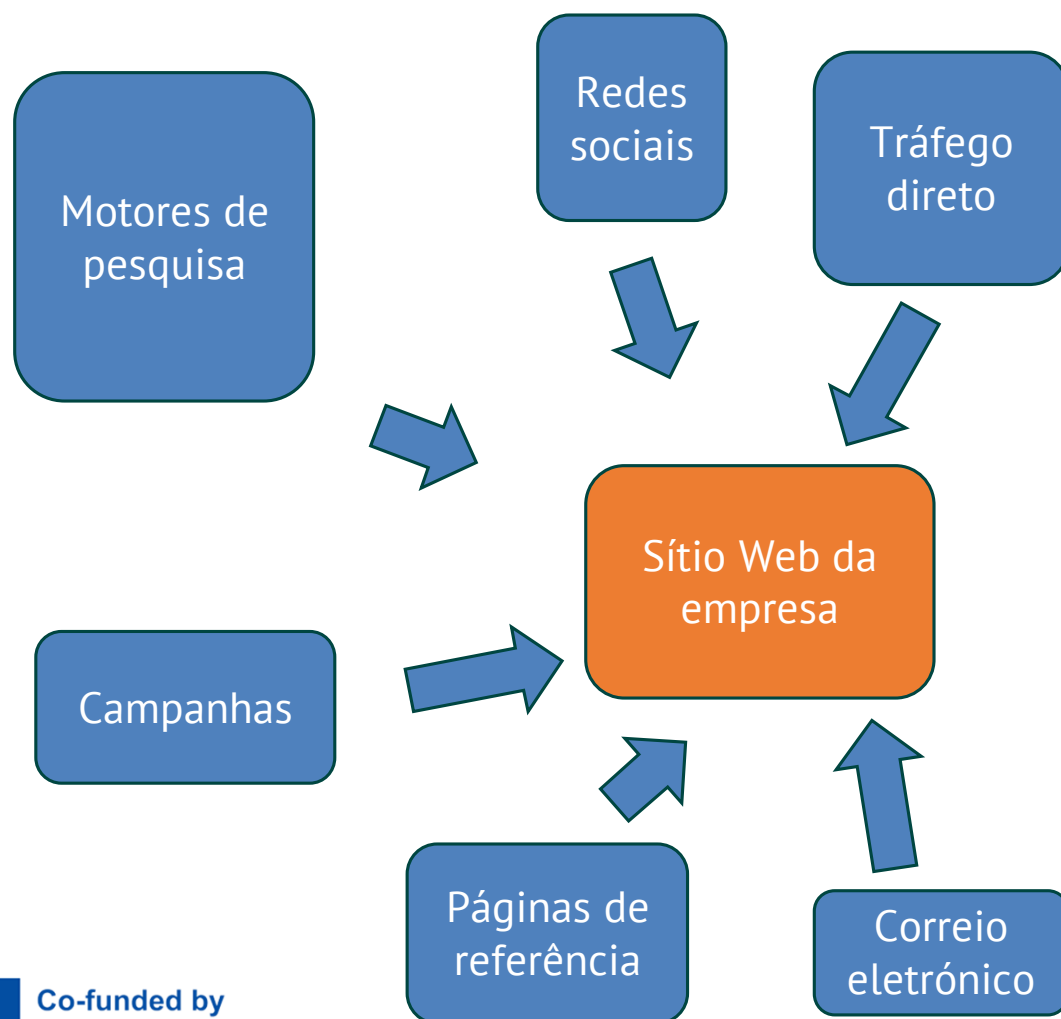 Redes
sociais
Tráfego
direto
Motores de
pesquisa
Sítio Web da
empresa
Campanhas
Páginas de
referência
Correio
eletrónico
Co-funded by